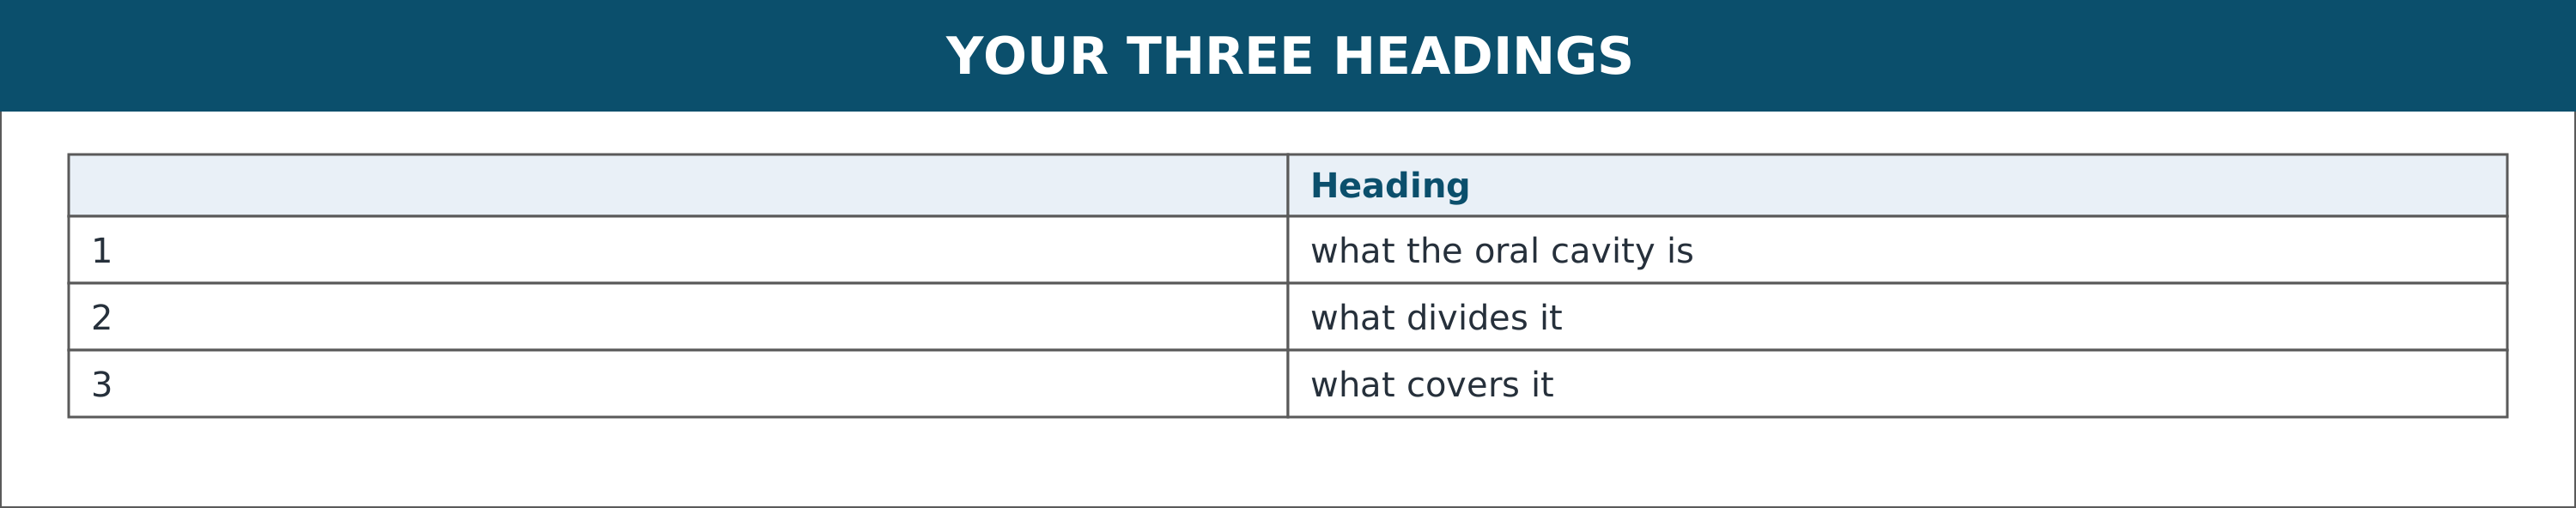 YOUR THREE HEADINGS
Heading
1 what the oral cavity is
2 what divides it
3 what covers it